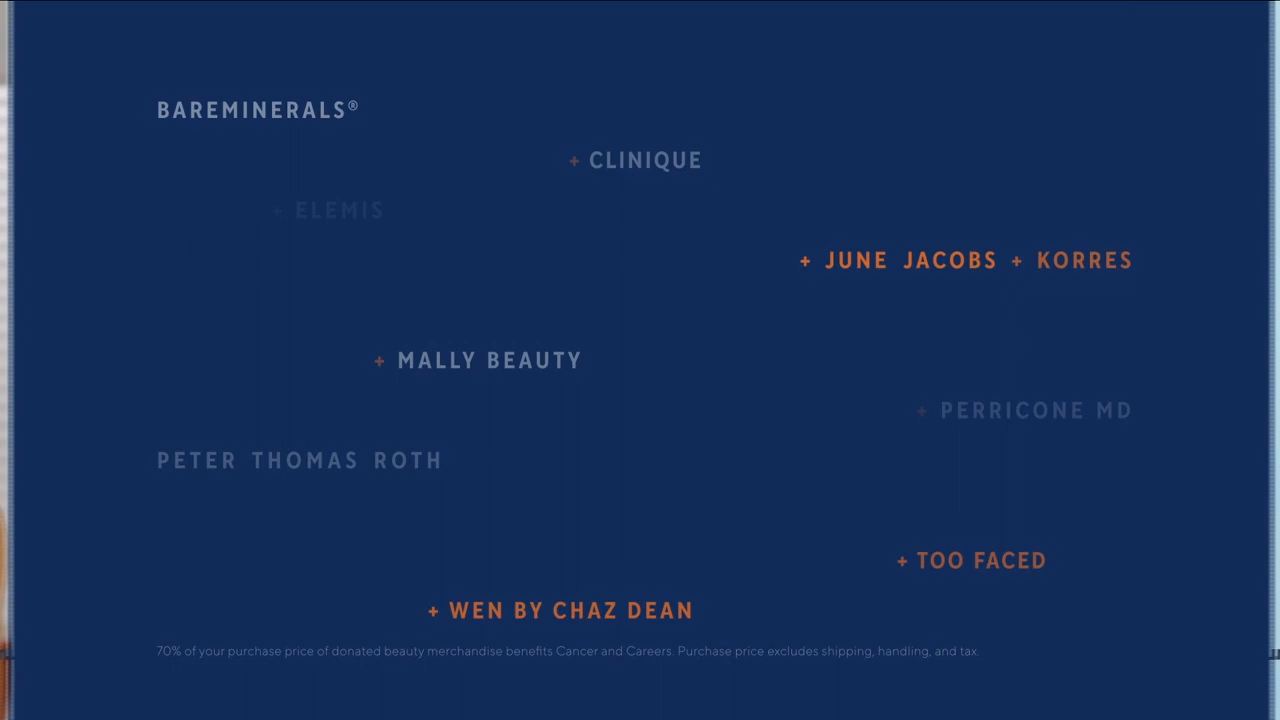 BAREMINERALS®
+ CLINIQUE
+ ELEMIS
+ JUNE JACOBS + KORRES
+ MALLY BEAUTY
+ PERRICONE MD
PETER THOMAS ROTH
+ TOO FACED
+ WEN BY CHAZ DEAN
70% of your purchase price of donated beauty merchandise benefits Cancer and Careers. Purchase price excludes shipping, handling, and tax.